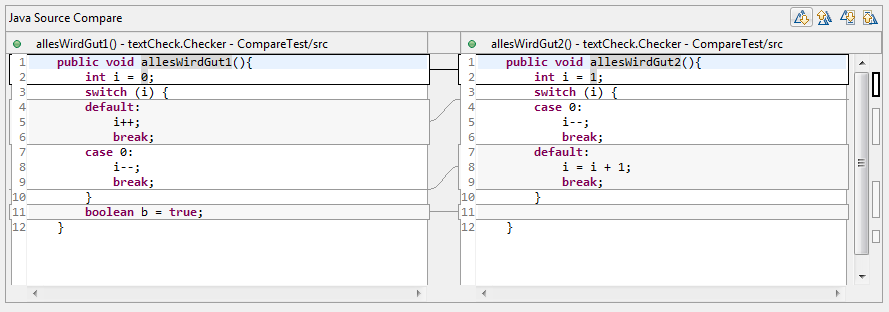 Java Source Compare
allesWirdGut1() - textCheck.Checker - CompareTest/src
1 public void allesWirdGut1(){
2 int i = 0;
3 switch (i) {
4 default:
5 i++;
6 break;
7 case 0:
8 i--;
9 break;
10 }
11 boolean b = true;
12 }
allesWirdGut2() - textCheck.Checker - CompareTest/src
1 public void allesWirdGut2(){
2 int i = 1;
3 switch (i) {
4 case 0:
5 i--;
6 break;
7 default:
8 i = i + 1;
9 break;
10 }
11
12 }